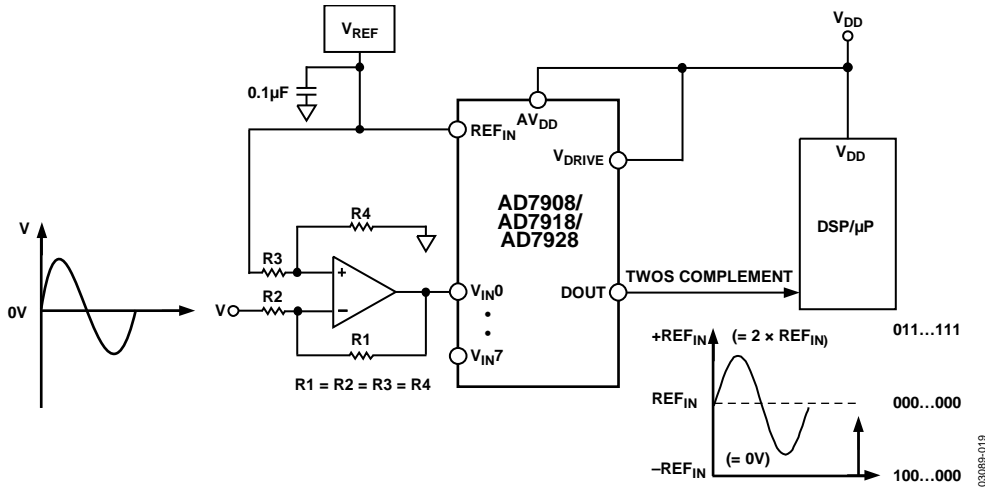 VREF
VDD
0.1µF
AVDD
REFIN
VDRIVE
VDD
AD7908/
AD7918/
AD7928
DSP/µP
R4
V
R3
+
0V
R2
V
–
VIN0
DOUT
TWOS COMPLEMENT
R1
VIN7
R1 = R2 = R3 = R4
+REFIN
(= 2 × REFIN)
011…111
REFIN
000…000
(= 0V)
–REFIN
100…000
03089-019